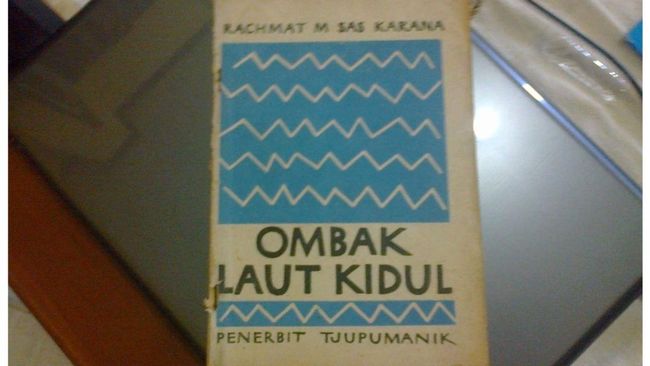 RACHMAT M SAS KARANA
OMBAK
LAUT KIDUL
PENERBIT TJUPUMANIK